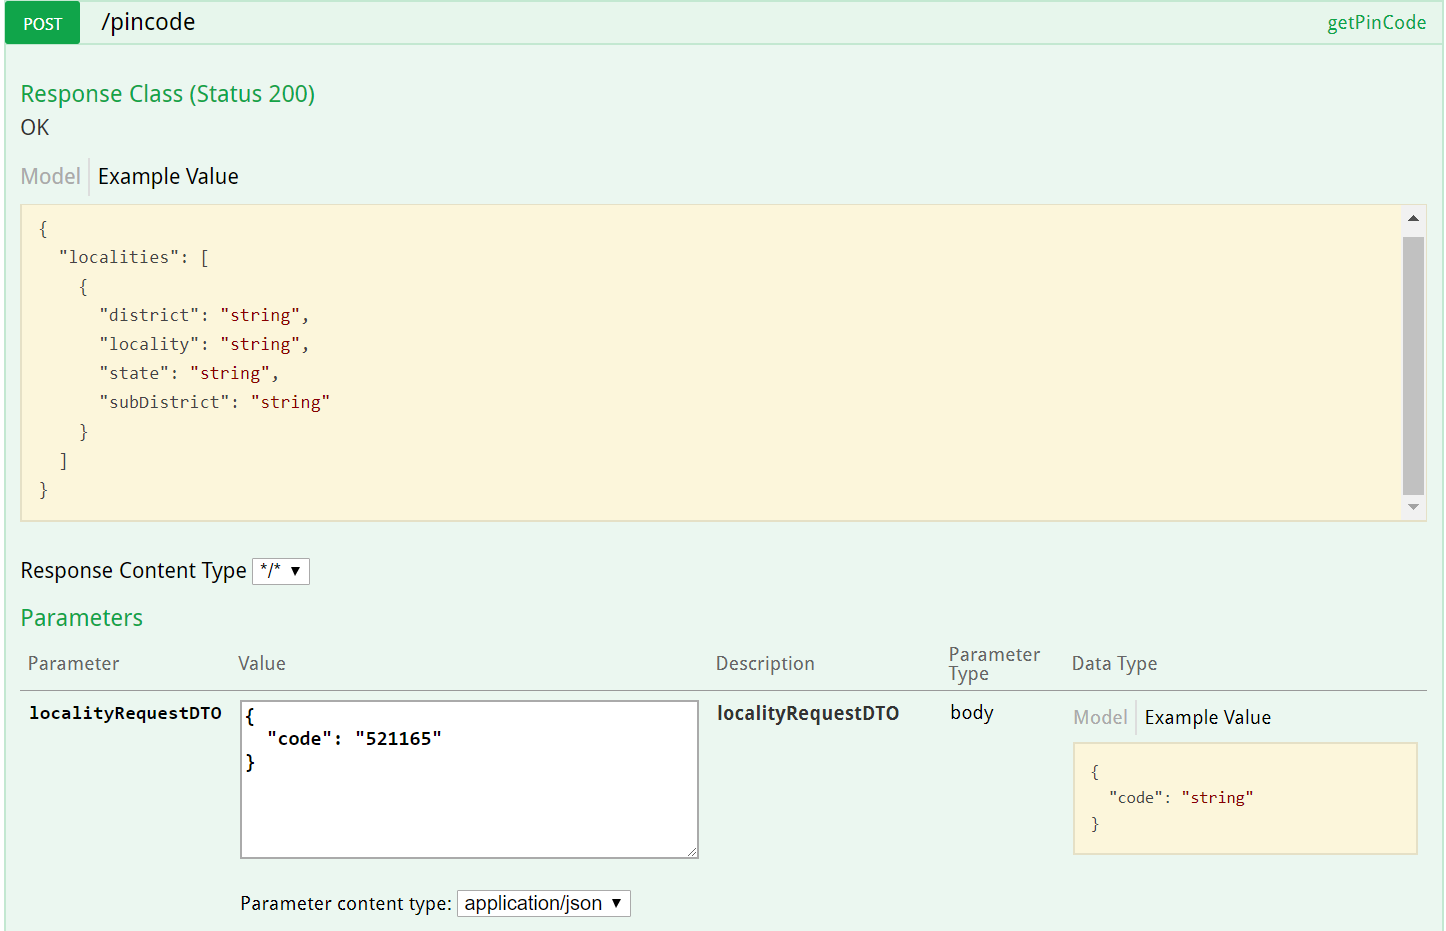 POST /pincode getPinCode
Response Class (Status 200)
OK
Model Example Value
{
"localities": [
{
"district": "string",
"locality": "string",
"state": "string",
"subDistrict": "string"
}
]
}
Response Content Type */*
Parameters
Parameter Value Description Parameter Type Data Type
localityRequestDTO
{
"code": "521165"
}
localityRequestDTO body Model Example Value
{
"code": "string"
}
Parameter content type: application/json